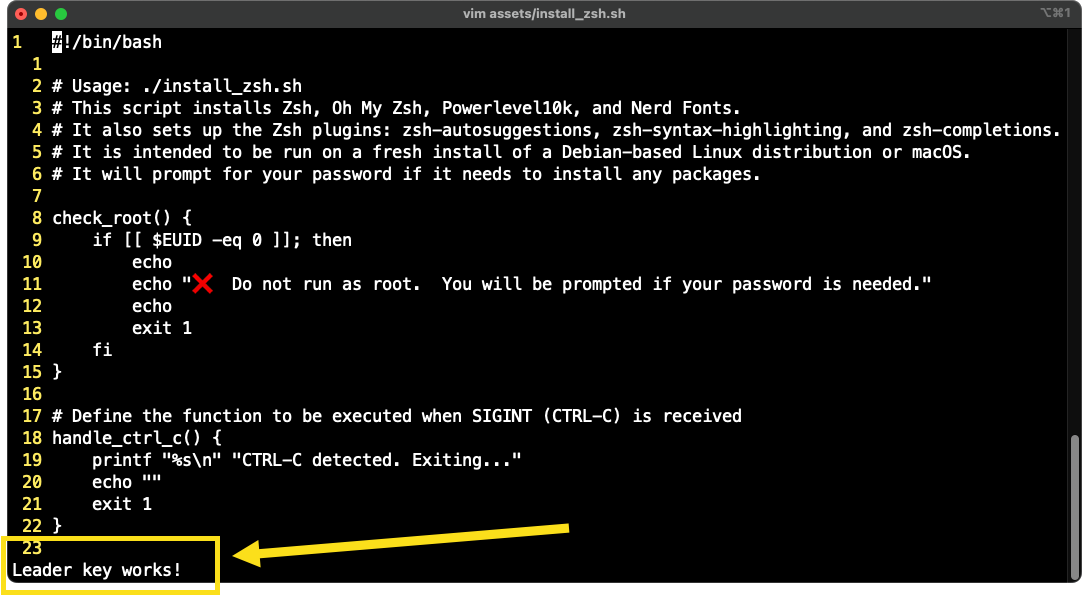 vim assets/install_zsh.sh
⌥⌘1
1 #!/bin/bash
1
2 # Usage: ./install_zsh.sh
3 # This script installs Zsh, Oh My Zsh, Powerlevel10k, and Nerd Fonts.
4 # It also sets up the Zsh plugins: zsh-autosuggestions, zsh-syntax-highlighting, and zsh-completions.
5 # It is intended to be run on a fresh install of a Debian-based Linux distribution or macOS.
6 # It will prompt for your password if it needs to install any packages.
7
8 check_root() {
9     if [[ $EUID -eq 0 ]]; then
10         echo
11         echo "❌  Do not run as root.  You will be prompted if your password is needed."
12         echo
13         exit 1
14     fi
15 }
16
17 # Define the function to be executed when SIGINT (CTRL-C) is received
18 handle_ctrl_c() {
19     printf "%s\n" "CTRL-C detected. Exiting..."
20     echo ""
21     exit 1
22 }
23
Leader key works!